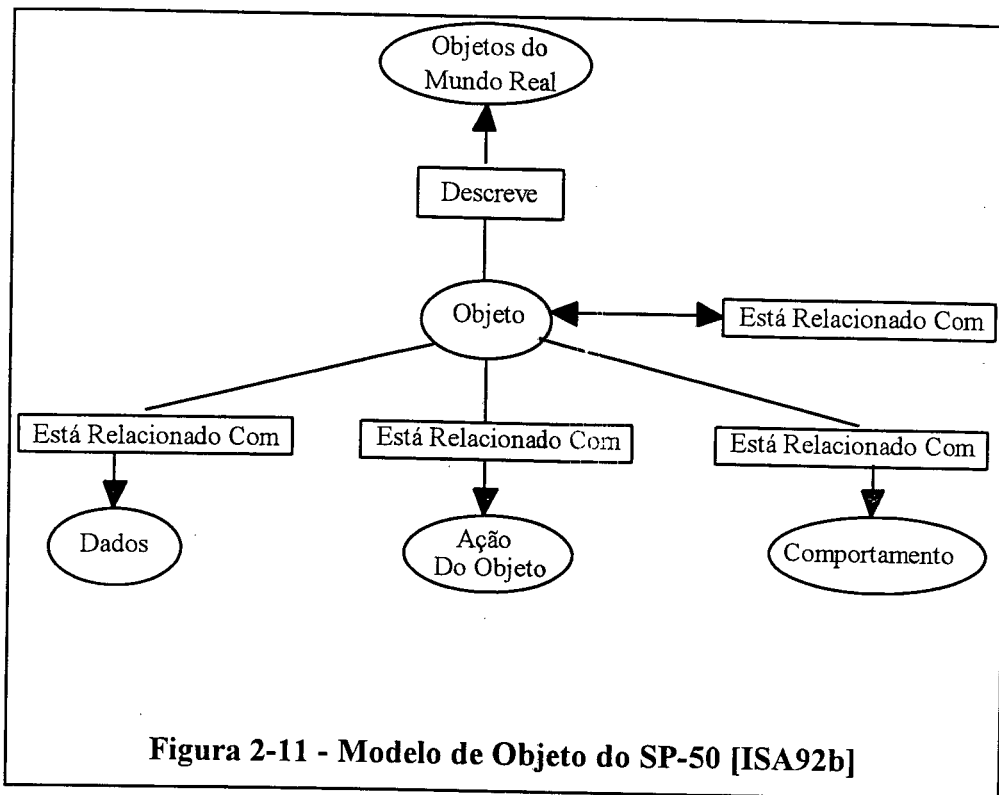 Objetos do
Mundo Real
Descreve
Objeto
Está Relacionado Com
Está Relacionado Com
Está Relacionado Com
Está Relacionado Com
Dados
Ação
Do Objeto
Comportamento
Figura 2-11 - Modelo de Objeto do SP-50 [ISA92b]